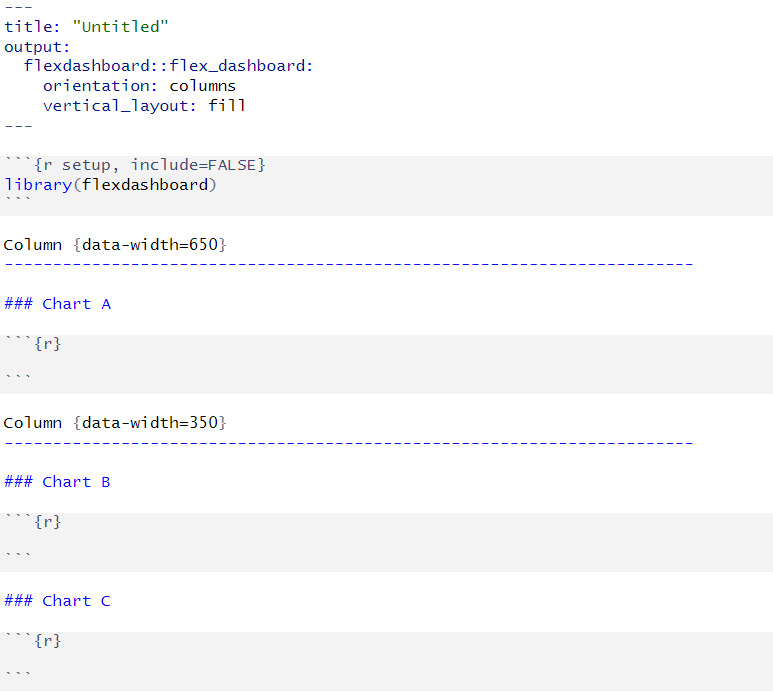 ---
title: "Untitled"
output:
  flexdashboard::flex_dashboard:
    orientation: columns
    vertical_layout: fill
---

```{r setup, include=FALSE}
library(flexdashboard)
```

Column {data-width=650}
-----------------------------------------------------------------------

### Chart A

```{r}

```

Column {data-width=350}
-----------------------------------------------------------------------

### Chart B

```{r}

```

### Chart C

```{r}

```